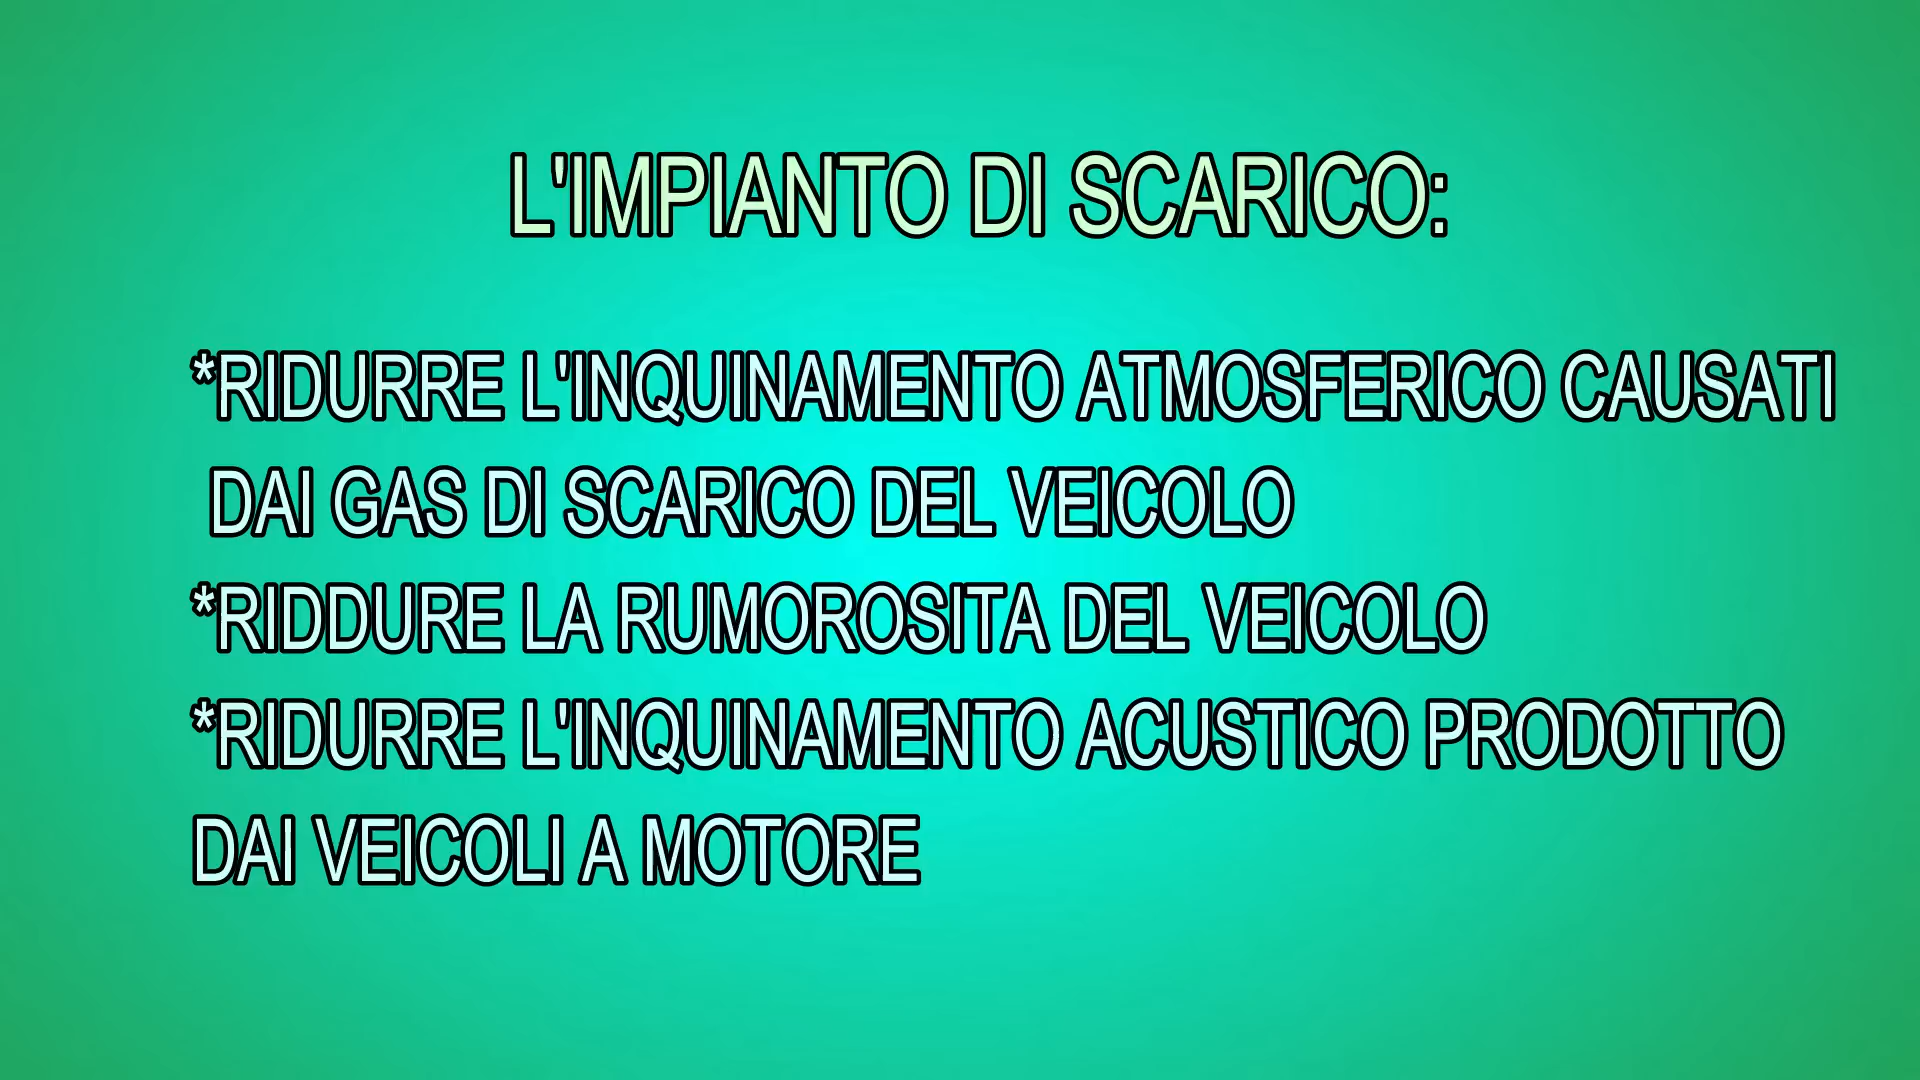 L'IMPIANTO DI SCARICO:
*RIDURRE L'INQUINAMENTO ATMOSFERICO CAUSATI
DAI GAS DI SCARICO DEL VEICOLO
*RIDDURE LA RUMOROSITA DEL VEICOLO
*RIDURRE L'INQUINAMENTO ACUSTICO PRODOTTO
DAI VEICOLI A MOTORE